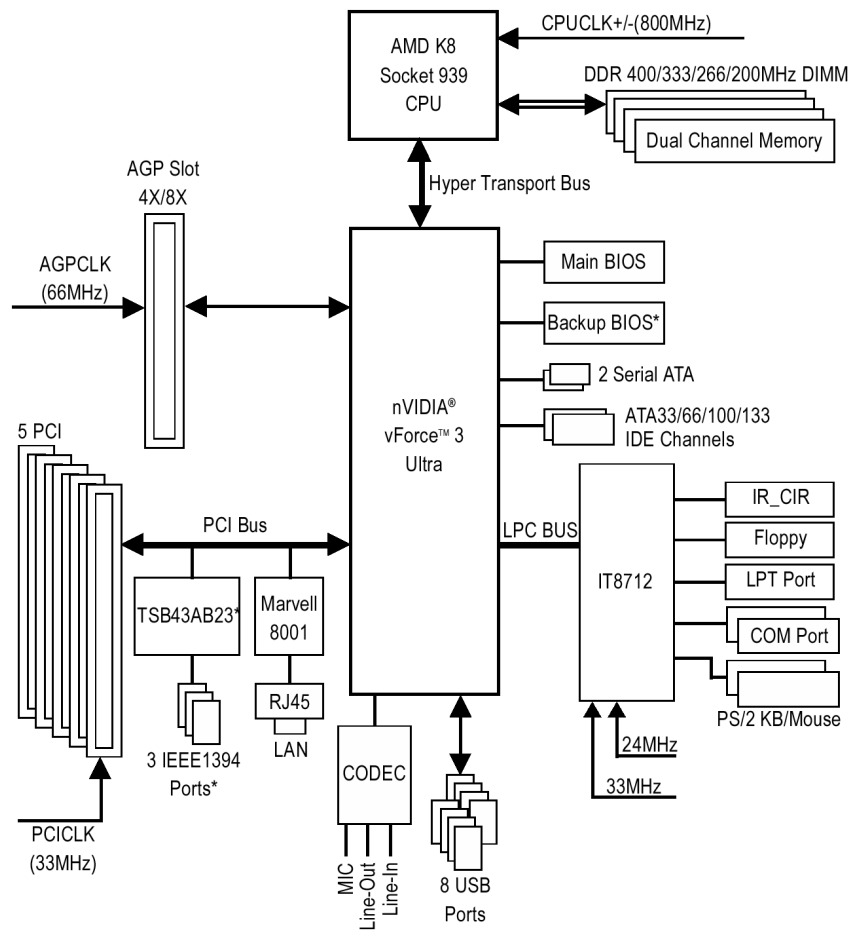 AMD K8
Socket 939
CPU
CPUCLK+/-(800MHz)
DDR 400/333/266/200MHz DIMM
Dual Channel Memory
Hyper Transport Bus
AGP Slot
4X/8X
AGPCLK
(66MHz)
nVIDIA®
vForce™ 3
Ultra
Main BIOS
Backup BIOS*
2 Serial ATA
ATA33/66/100/133
IDE Channels
5 PCI
PCI Bus
LPC BUS
IT8712
IR_CIR
Floppy
LPT Port
COM Port
PS/2 KB/Mouse
24MHz
33MHz
TSB43AB23*
3 IEEE1394
Ports*
Marvell
8001
RJ45
LAN
CODEC
MIC
Line-Out
Line-In
8 USB
Ports
PCICLK
(33MHz)